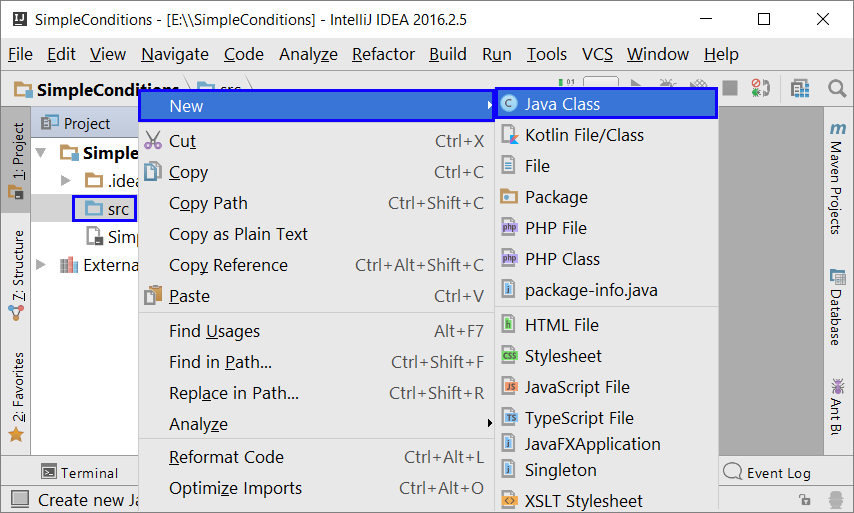 SimpleConditions - [E:\\SimpleConditions] - IntelliJ IDEA 2016.2.5
File Edit View Navigate Code Analyze Refactor Build Run Tools VCS Window Help
SimpleConditions src
1: Project
7: Structure
2: Favorites
Project
Simple
.idea
src
Sim
Externa
New
Cut Ctrl+X
Copy Ctrl+C
Copy Path Ctrl+Shift+C
Copy as Plain Text
Copy Reference Ctrl+Alt+Shift+C
Paste Ctrl+V
Find Usages Alt+F7
Find in Path... Ctrl+Shift+F
Replace in Path... Ctrl+Shift+R
Analyze
Reformat Code Ctrl+Alt+L
Optimize Imports Ctrl+Alt+O
Java Class
Kotlin File/Class
File
Package
PHP File
PHP Class
package-info.java
HTML File
Stylesheet
JavaScript File
TypeScript File
JavaFXApplication
Singleton
XSLT Stylesheet
Maven Projects
Database
Ant Bu
Terminal
Event Log
Create new Ja